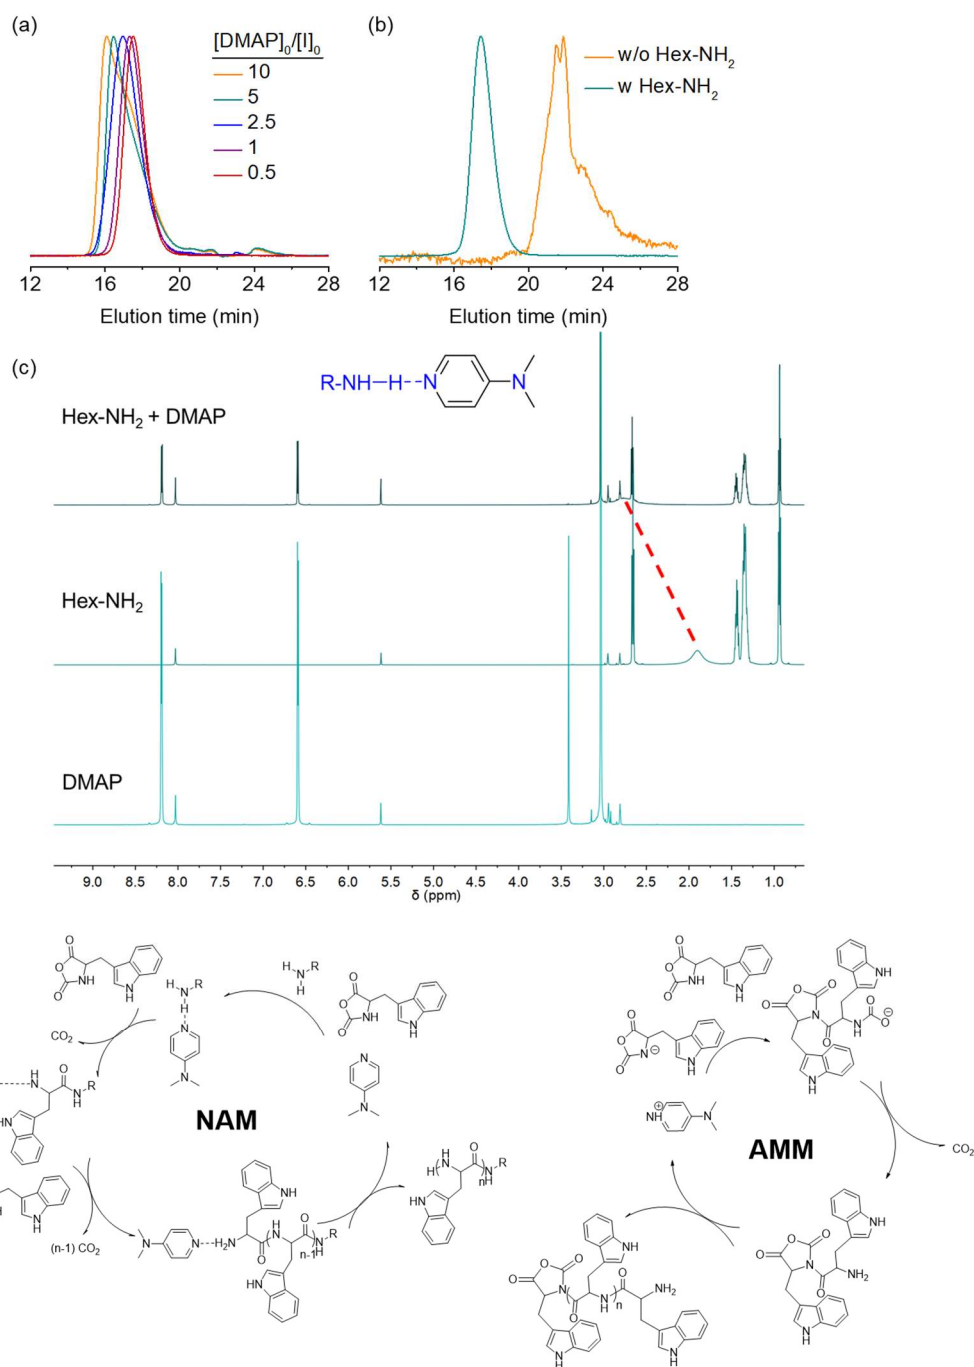 (a)
[DMAP]₀/[I]₀
10
5
2.5
1
0.5
12 16 20 24 28
Elution time (min)
(b)
w/o Hex-NH₂
w Hex-NH₂
12 16 20 24 28
Elution time (min)
(c)
R-NH—H--N N
Hex-NH₂ + DMAP
Hex-NH₂
DMAP
9.0 8.5 8.0 7.5 7.0 6.5 6.0 5.5 5.0 4.5 4.0 3.5 3.0 2.5 2.0 1.5 1.0
δ (ppm)
NAM
CO₂
(n-1) CO₂
n-1
n
AMM
CO₂
n